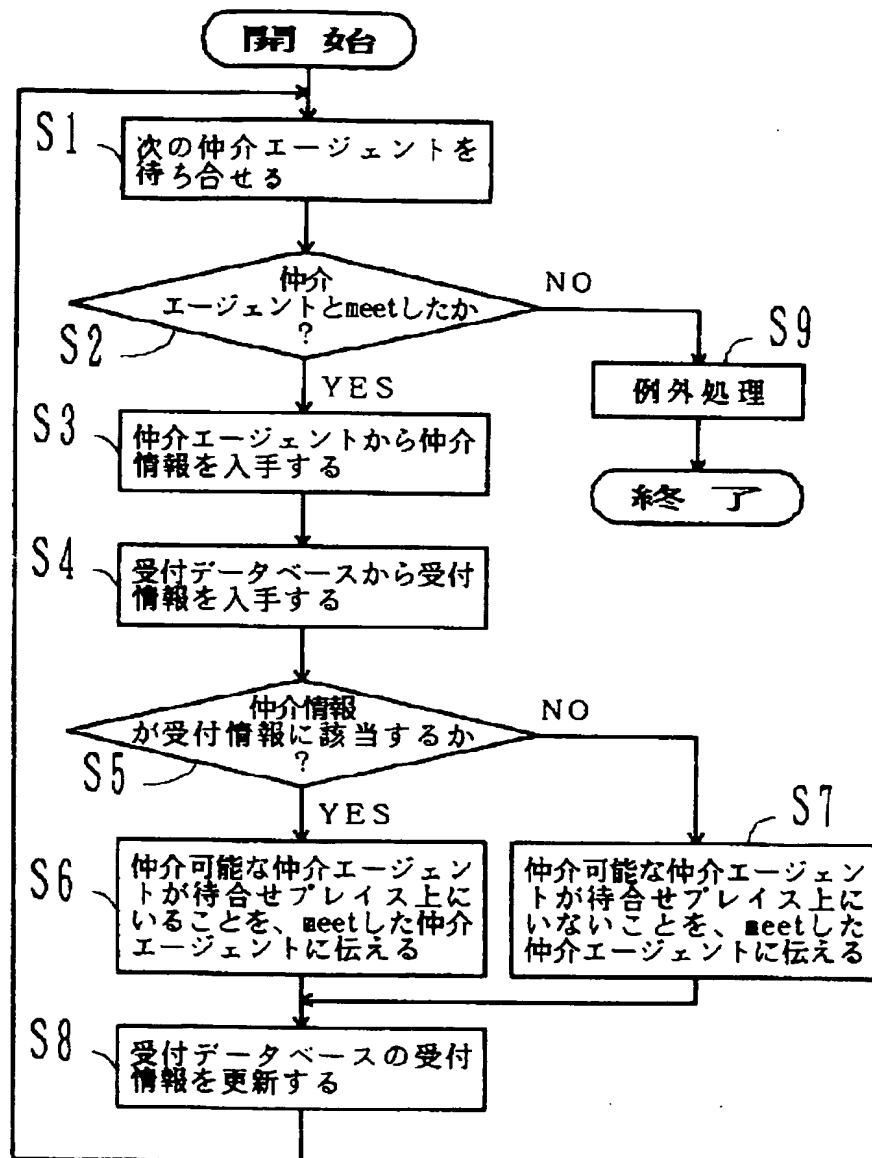 開始
S1
次の仲介エージェントを
待ち合せる
仲介
エージェントとmeetしたか
?
NO
S2
S9
例外処理
YES
終了
S3
仲介エージェントから仲介
情報を入手する
S4
受付データベースから受付
情報を入手する
仲介情報
が受付情報に該当するか
?
NO
S5
YES
S7
S6
仲介可能な仲介エージェン
トが待合せプレイス上に
いることを、meetした仲介
エージェントに伝える
仲介可能な仲介エージェン
トが待合せプレイス上に
いないことを、meetした
仲介エージェントに伝える
S8
受付データベースの受付
情報を更新する